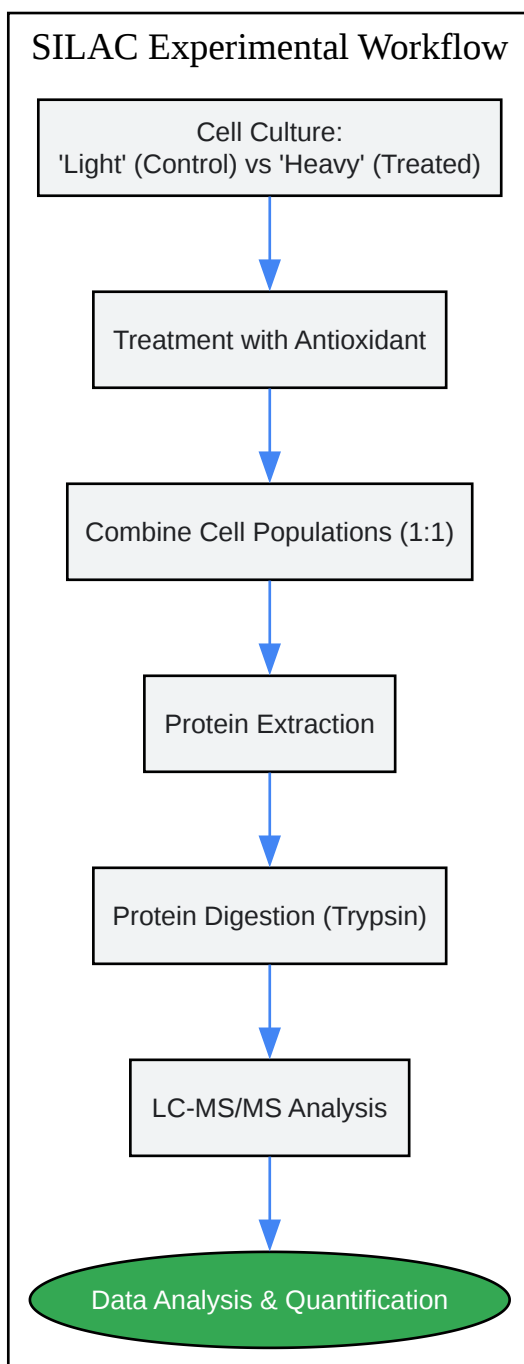 SILAC Experimental Workflow
Cell Culture:
'Light' (Control) vs 'Heavy' (Treated)
Treatment with Antioxidant
Combine Cell Populations (1:1)
Protein Extraction
Protein Digestion (Trypsin)
LC-MS/MS Analysis
Data Analysis & Quantification